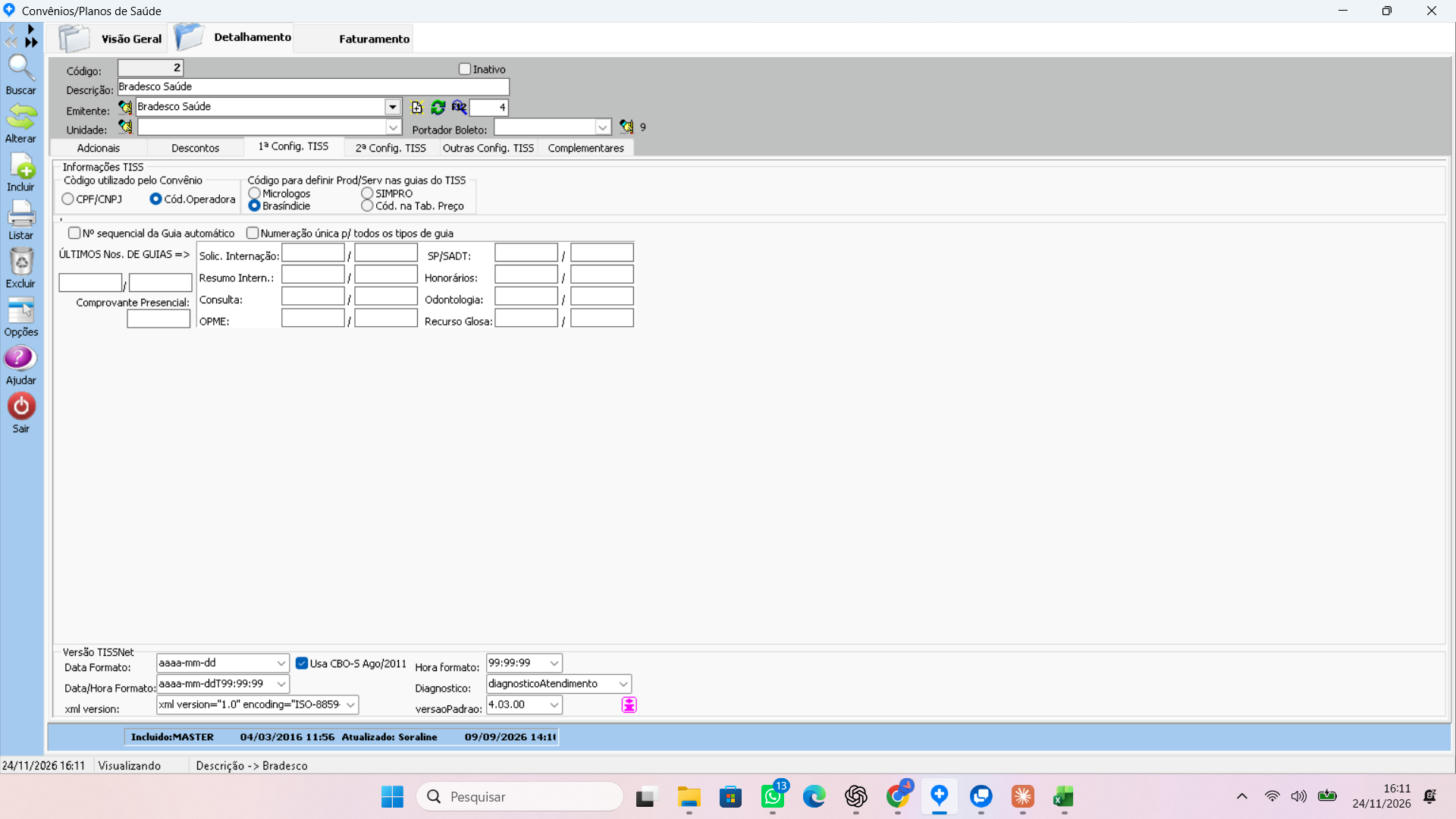 Convênios/Planos de Saúde
Visão Geral
Detalhamento
Faturamento
Código: 2
Inativo
Descrição: Bradesco Saúde
Emitente: Bradesco Saúde 4
Unidade:
Portador Boleto: 9
Adcionais
Descontos
1ª Config. TISS
2ª Config. TISS
Outras Config. TISS
Complementares
Buscar
Alterar
Incluir
Listar
Excluir
Opções
Ajudar
Sair
Informações TISS
Còdigo utilizado pelo Convênio
CPF/CNPJ
Cód.Operadora
Código para definir Prod/Serv nas guias do TISS
Micrologos
SIMPRO
Brasíndicie
Cód. na Tab. Preço
Nº sequencial da Guia automático
Numeração única p/ todos os tipos de guia
ÚLTIMOS Nos. DE GUIAS =>
Solic. Internação: /
SP/SADT: /
Resumo Intern.: /
Honorários: /
/
Comprovante Presencial:
Consulta: /
Odontologia: /
OPME: /
Recurso Glosa: /
Versão TISSNet
Data Formato: aaaa-mm-dd
Usa CBO-S Ago/2011
Hora formato: 99:99:99
Data/Hora Formato: aaaa-mm-ddT99:99:99
Diagnostico: diagnosticoAtendimento
xml version: xml version="1.0" encoding="ISO-8859-
versaoPadrao: 4.03.00
Incluido:MASTER 04/03/2016 11:56 Atualizado: Soraline 09/09/2026 14:1
24/11/2026 16:11
Visualizando
Descrição -> Bradesco
Pesquisar
13
16:11
24/11/2026